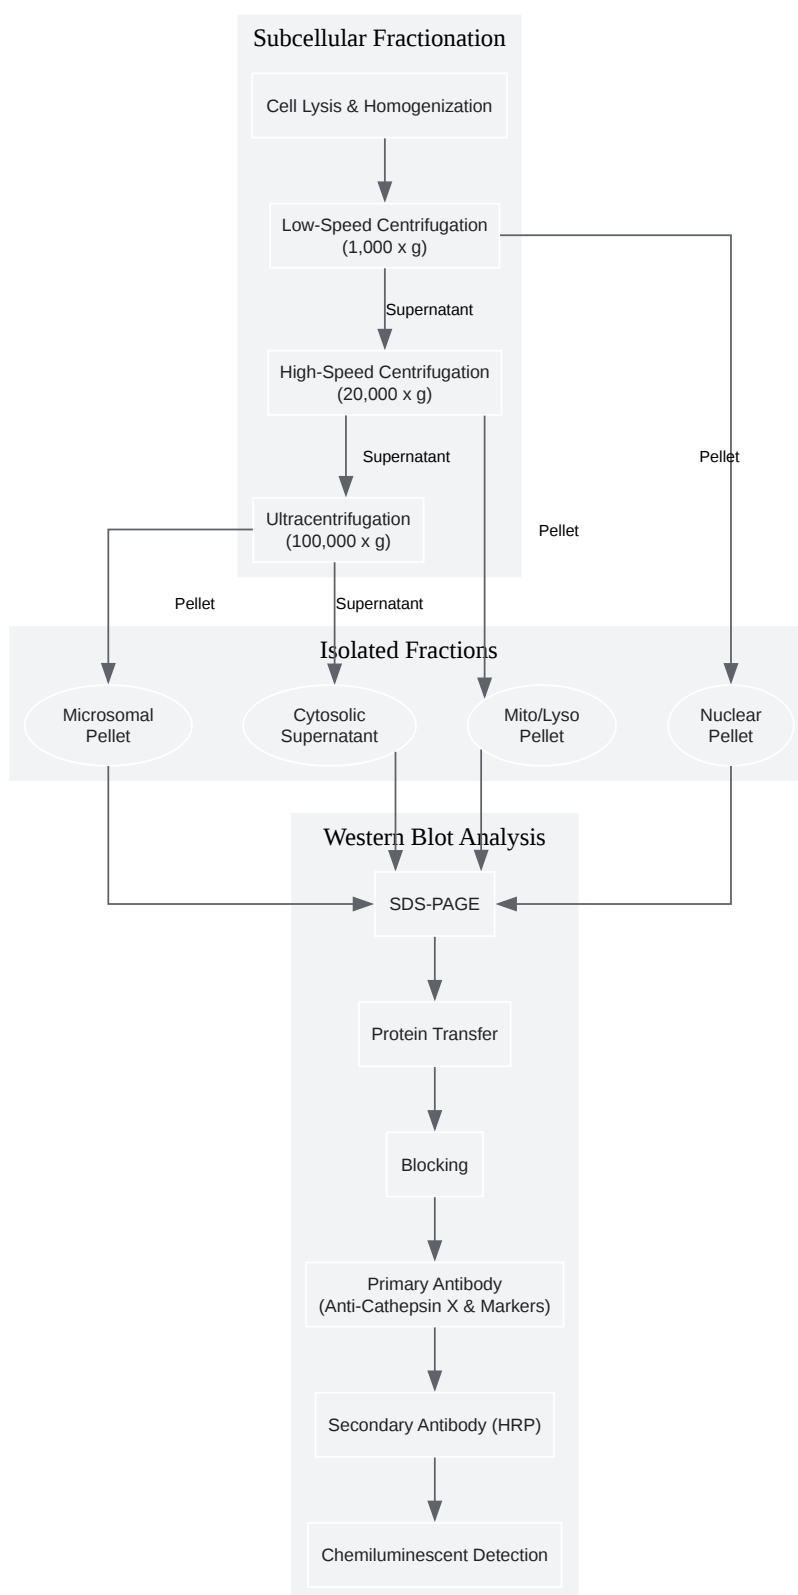 Subcellular Fractionation
Cell Lysis & Homogenization
Low-Speed Centrifugation
(1,000 x g)
Supernatant
High-Speed Centrifugation
(20,000 x g)
Supernatant
Pellet
Ultracentrifugation
(100,000 x g)
Pellet
Pellet
Supernatant
Isolated Fractions
Microsomal
Pellet
Cytosolic
Supernatant
Mito/Lyso
Pellet
Nuclear
Pellet
Western Blot Analysis
SDS-PAGE
Protein Transfer
Blocking
Primary Antibody
(Anti-Cathepsin X & Markers)
Secondary Antibody (HRP)
Chemiluminescent Detection